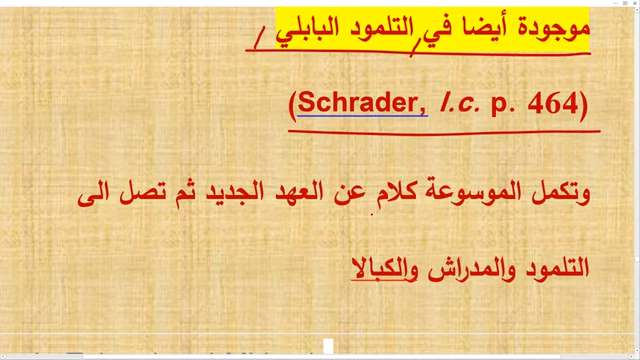 موجودة أيضا في التلمود البابلي
(Schrader, l.c. p. 464)
وتكمل الموسوعة كلام عن العهد الجديد ثم تصل الى
التلمود والمدراش والكبالا